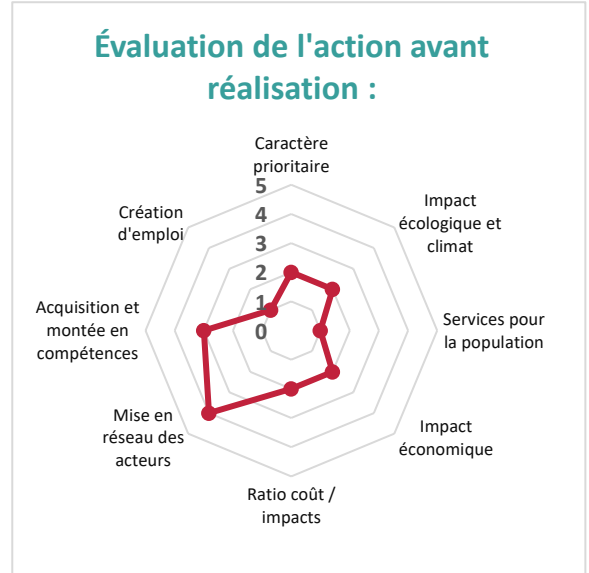 Évaluation de l'action avant
réalisation :
Caractère
prioritaire
Impact
écologique et
climat
Services pour
la population
Impact
économique
Ratio coût /
impacts
Mise en
réseau des
acteurs
Acquisition et
montée en
compétences
Création
d'emploi
5
4
3
2
1
0